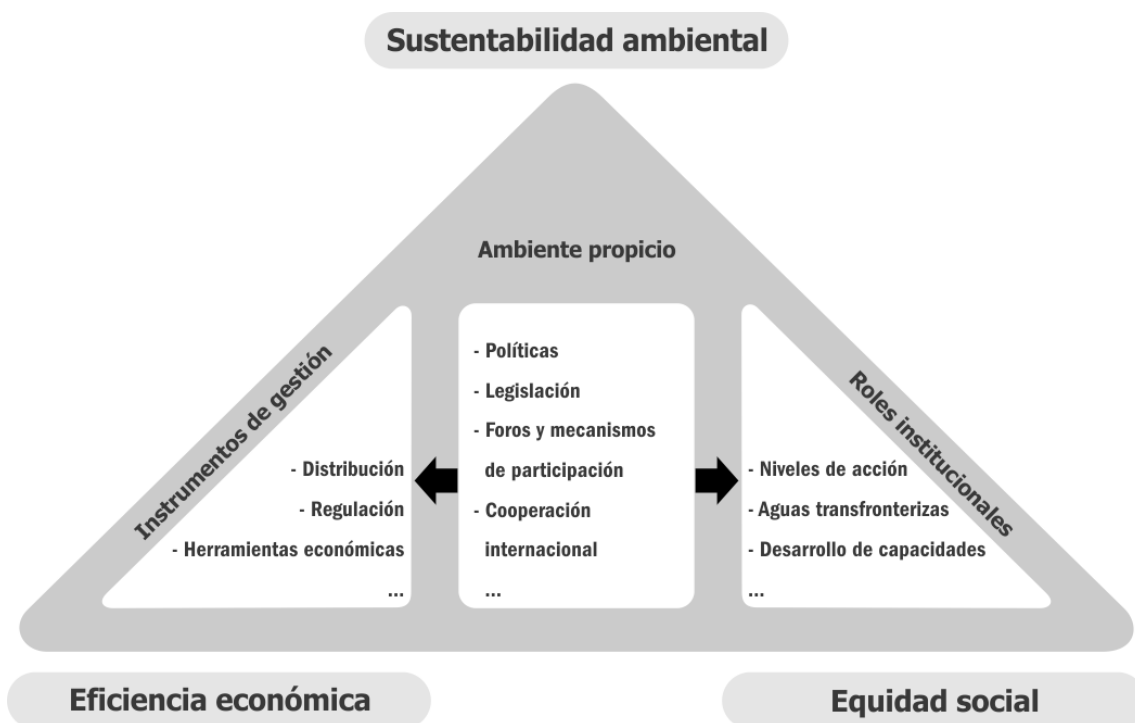 Sustentabilidad ambiental
Ambiente propicio
Instrumentos de gestión
- Distribución
- Regulación
- Herramientas económicas
...
- Políticas
- Legislación
- Foros y mecanismos
de participación
- Cooperación
internacional
...
Roles institucionales
- Niveles de acción
- Aguas transfronterizas
- Desarrollo de capacidades
...
Eficiencia económica
Equidad social